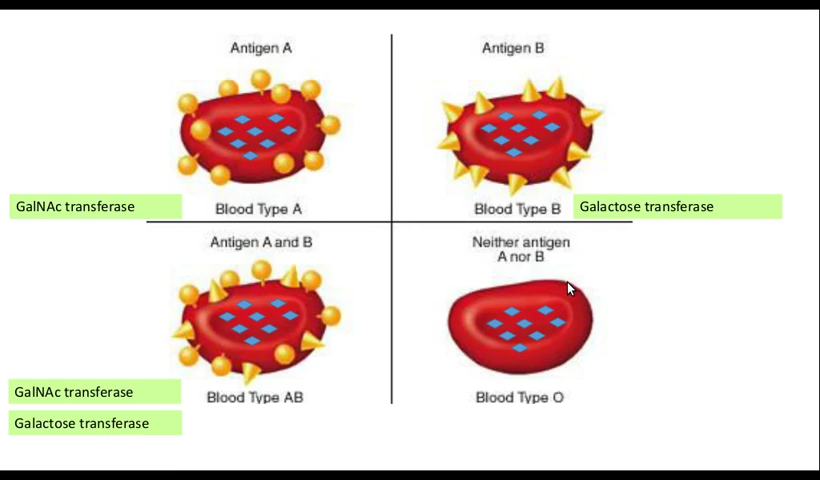 Antigen A
Antigen B
GalNAc transferase
Blood Type A
Blood Type B
Galactose transferase
Antigen A and B
Neither antigen
A nor B
GalNAc transferase
Blood Type AB
Blood Type O
Galactose transferase